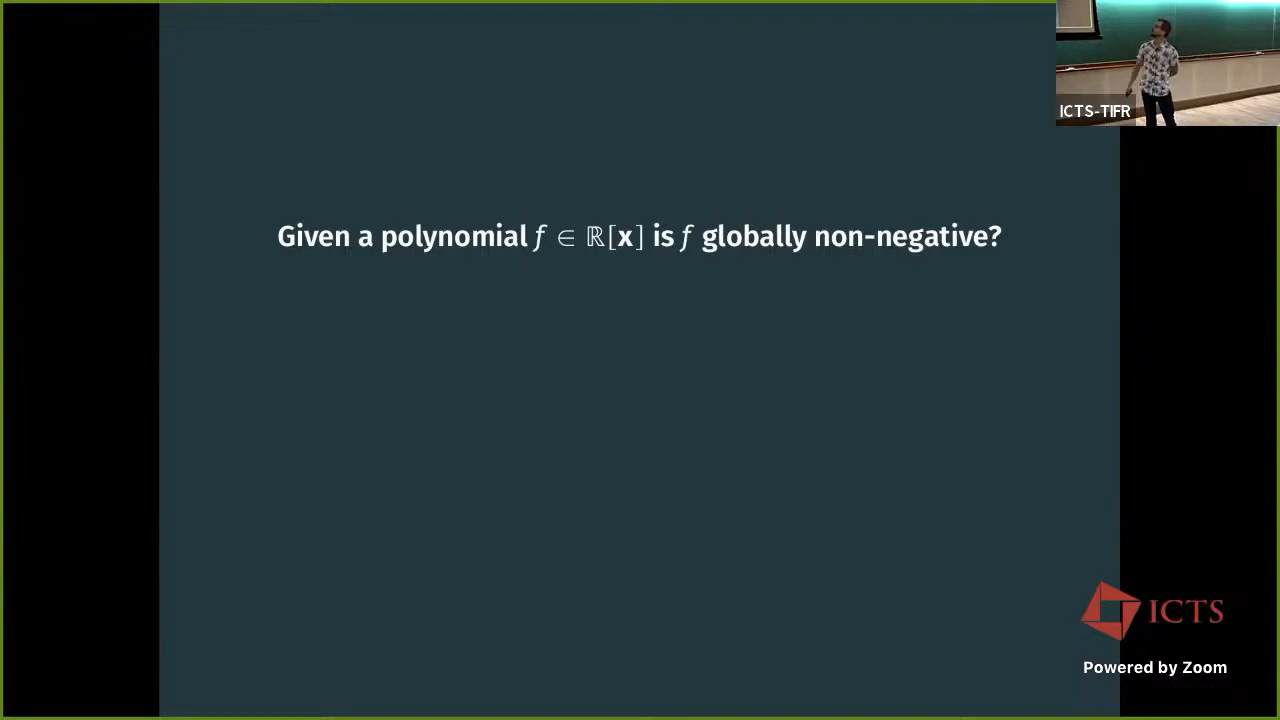 ICTS-TIFR
Given a polynomial f ∈ ℝ[𝐱] is f globally non-negative?
ICTS
Powered by Zoom